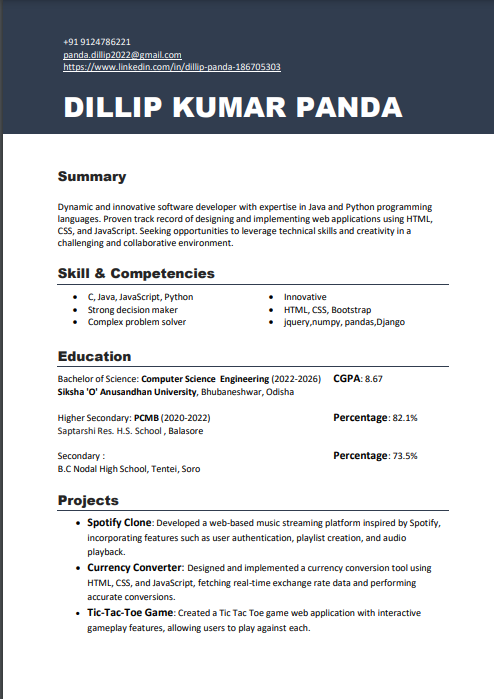 +91 9124786221
panda.dillip2022@gmail.com
https://www.linkedin.com/in/dillip-panda-186705303
DILLIP KUMAR PANDA
Summary
Dynamic and innovative software developer with expertise in Java and Python programming
languages. Proven track record of designing and implementing web applications using HTML,
CSS, and JavaScript. Seeking opportunities to leverage technical skills and creativity in a
challenging and collaborative environment.
Skill & Competencies
• C, Java, JavaScript, Python
• Strong decision maker
• Complex problem solver
• Innovative
• HTML, CSS, Bootstrap
• jquery,numpy, pandas,Django
Education
Bachelor of Science: Computer Science Engineering (2022-2026) CGPA: 8.67
Siksha 'O' Anusandhan University, Bhubaneshwar, Odisha
Higher Secondary: PCMB (2020-2022) Percentage: 82.1%
Saptarshi Res. H.S. School , Balasore
Secondary : Percentage: 73.5%
B.C Nodal High School, Tentei, Soro
Projects
• Spotify Clone: Developed a web-based music streaming platform inspired by Spotify,
incorporating features such as user authentication, playlist creation, and audio
playback.
• Currency Converter: Designed and implemented a currency conversion tool using
HTML, CSS, and JavaScript, fetching real-time exchange rate data and performing
accurate conversions.
• Tic-Tac-Toe Game: Created a Tic Tac Toe game web application with interactive
gameplay features, allowing users to play against each.